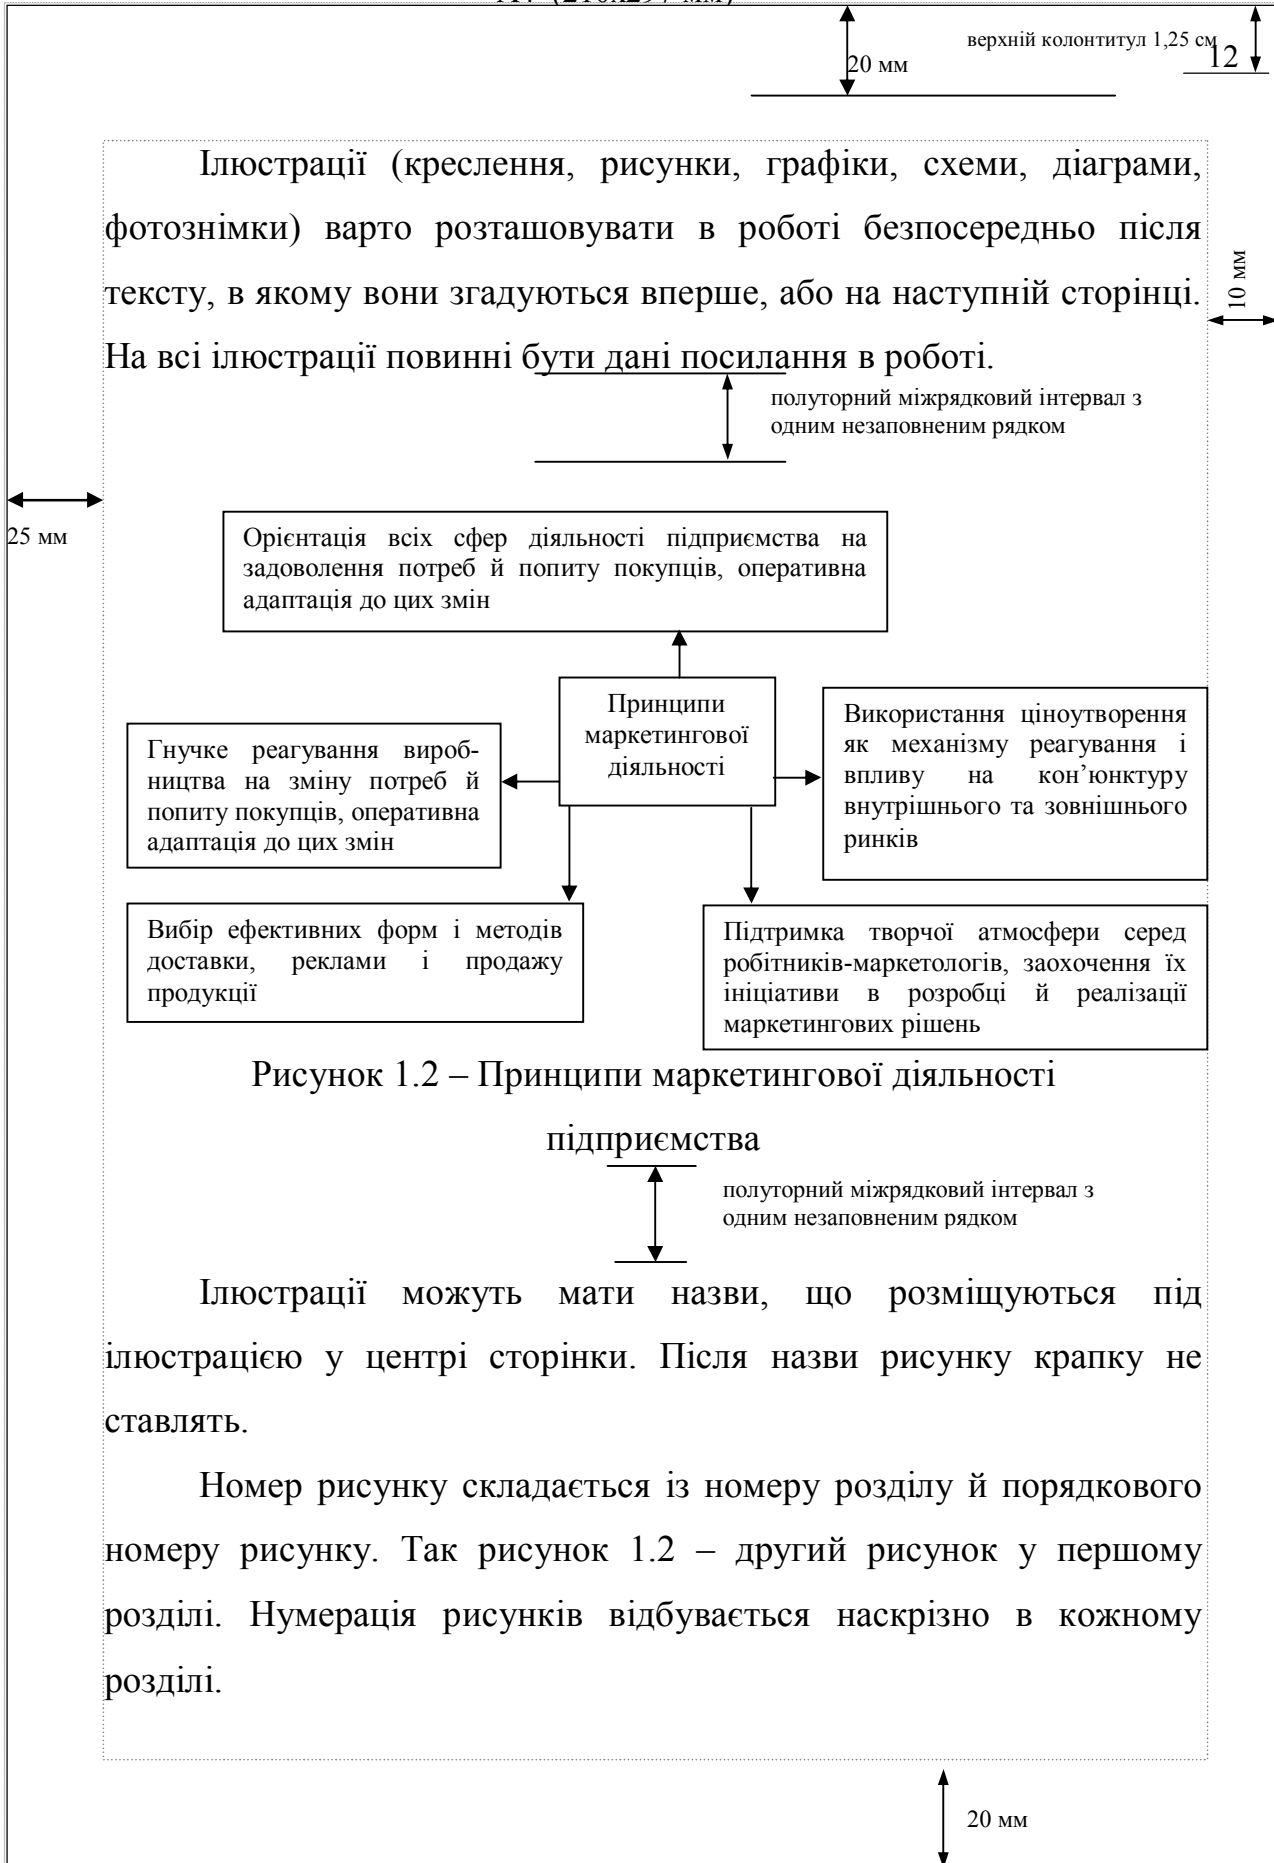 верхній колонтитул 1,25 см
12
20 мм
Ілюстрації (креслення, рисунки, графіки, схеми, діаграми,
фотознімки) варто розташовувати в роботі безпосередньо після
тексту, в якому вони згадуються вперше, або на наступній сторінці.
На всі ілюстрації повинні бути дані посилання в роботі.
10 мм
полуторний міжрядковий інтервал з
одним незаповненим рядком
25 мм
Орієнтація всіх сфер діяльності підприємства на
задоволення потреб й попиту покупців, оперативна
адаптація до цих змін
Принципи
маркетингової
діяльності
Гнучке реагування вироб-
ництва на зміну потреб й
попиту покупців, оперативна
адаптація до цих змін
Використання ціноутворення
як механізму реагування і
впливу на кон’юнктуру
внутрішнього та зовнішнього
ринків
Вибір ефективних форм і методів
доставки, реклами і продажу
продукції
Підтримка творчої атмосфери серед
робітників-маркетологів, заохочення їх
ініціативи в розробці й реалізації
маркетингових рішень
Рисунок 1.2 – Принципи маркетингової діяльності
підприємства
полуторний міжрядковий інтервал з
одним незаповненим рядком
Ілюстрації можуть мати назви, що розміщуються під
ілюстрацією у центрі сторінки. Після назви рисунку крапку не
ставлять.
Номер рисунку складається із номеру розділу й порядкового
номеру рисунку. Так рисунок 1.2 – другий рисунок у першому
розділі. Нумерація рисунків відбувається наскрізно в кожному
розділі.
20 мм